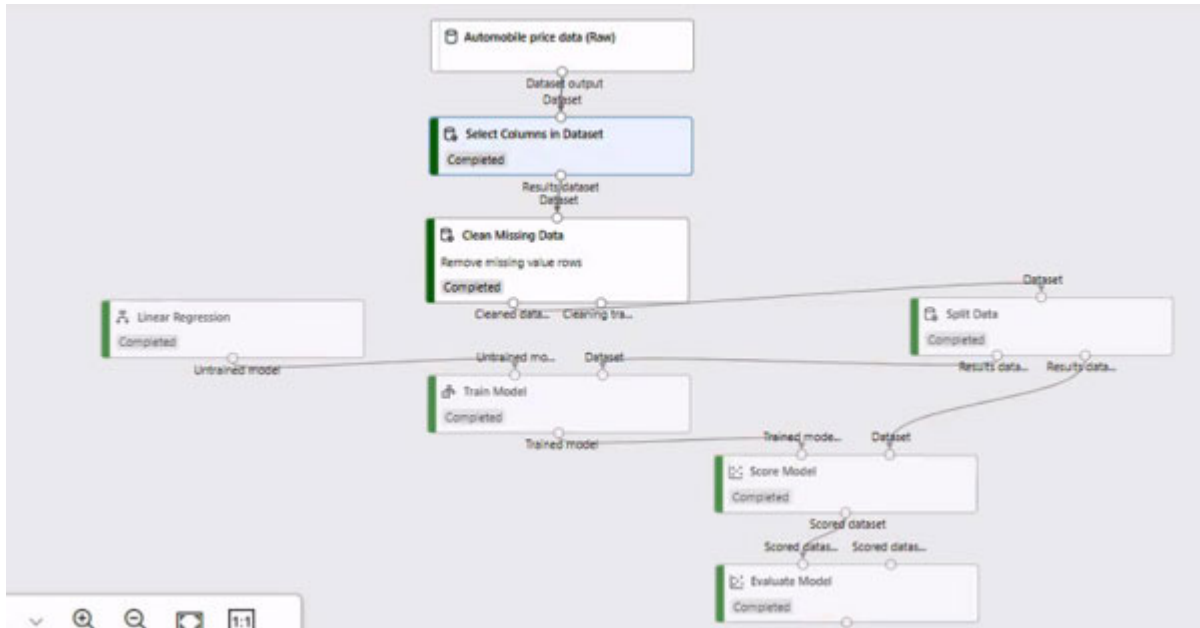 Automobile price data (Raw)
Dataset output
Dataset
Select Columns in Dataset
Completed
Results dataset
Dataset
Clean Missing Data
Remove missing value rows
Completed
Cleaned data... Cleaning tra...
Dataset
Linear Regression
Completed
Untrained model
Split Data
Completed
Results data... Results data...
Untrained mo... Dataset
Train Model
Completed
Trained model
Trained mode... Dataset
Score Model
Completed
Scored dataset
Scored datas... Scored datas...
Evaluate Model
Completed
1:1